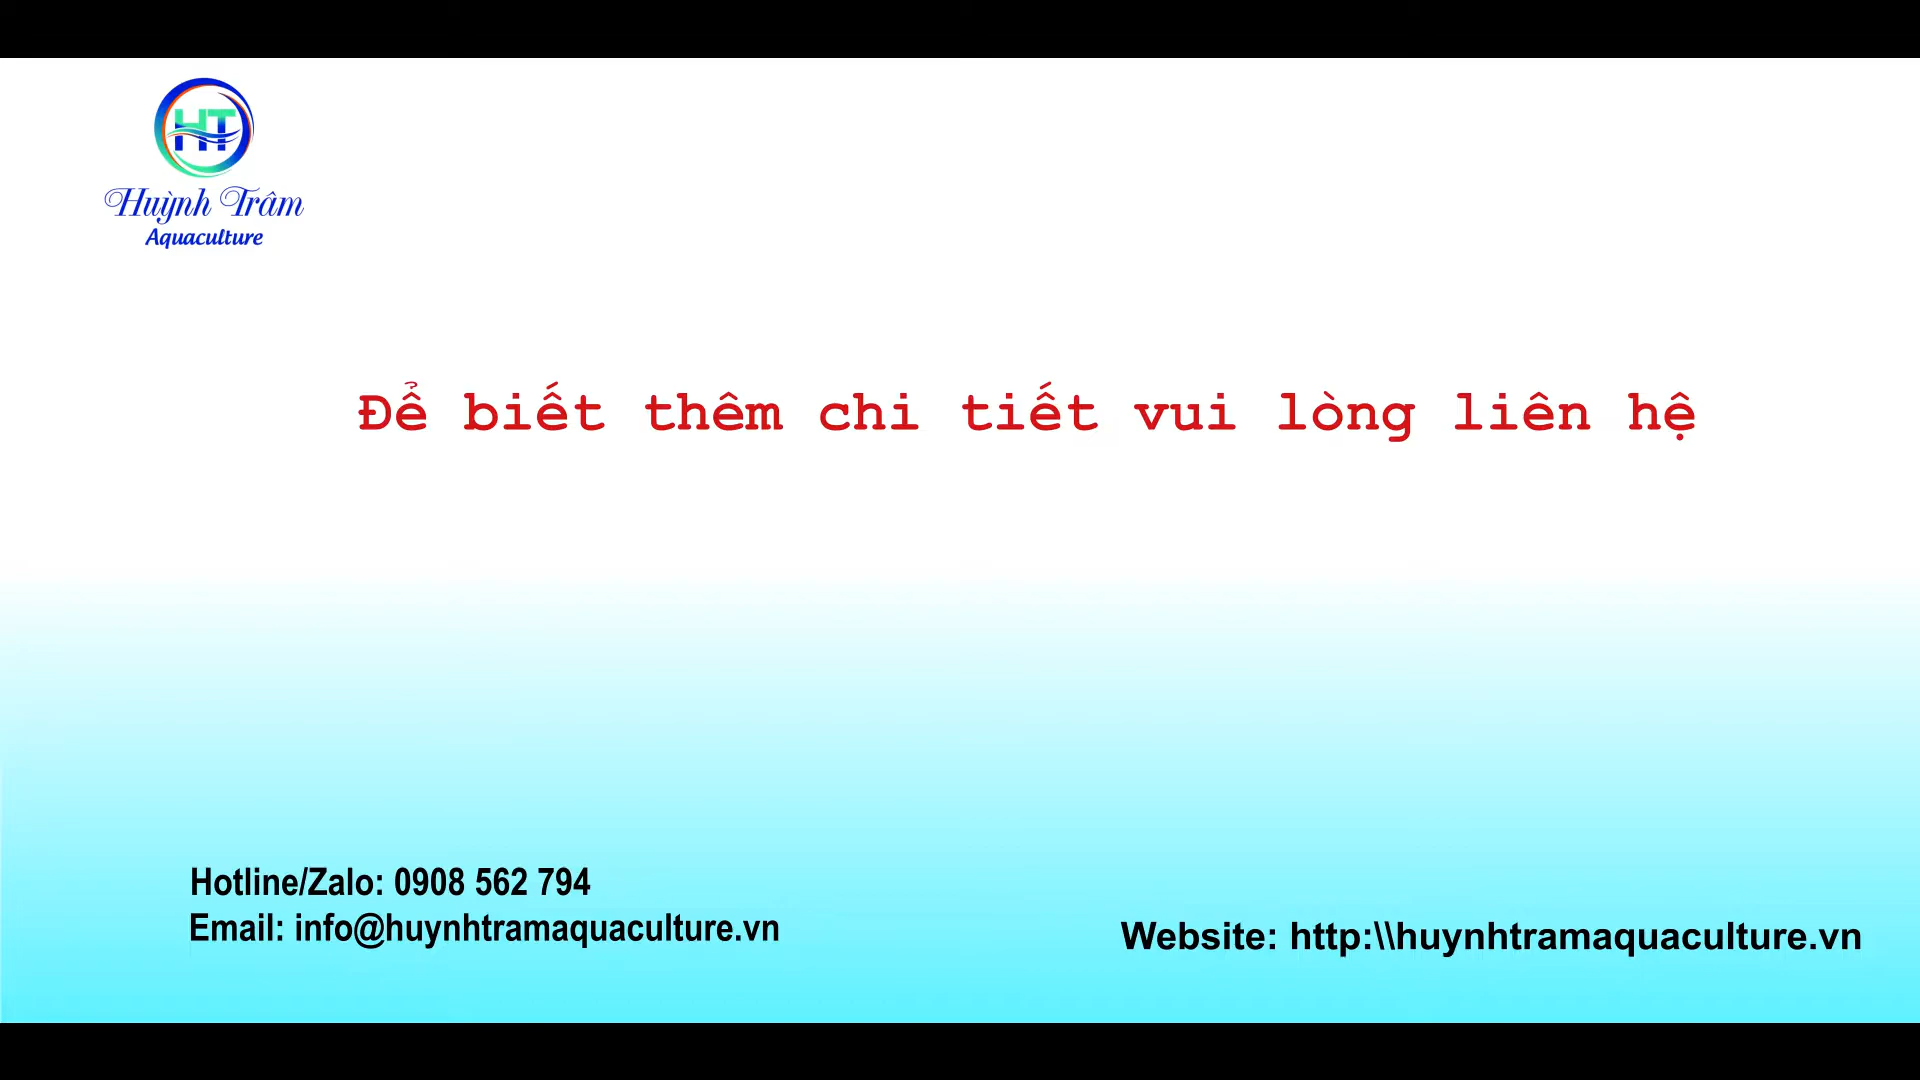 HT
Huỳnh Trâm
Aquaculture
Để biết thêm chi tiết vui lòng liên hệ
Hotline/Zalo: 0908 562 794
Email: info@huynhtramaquaculture.vn
Website: http:\\huynhtramaquaculture.vn